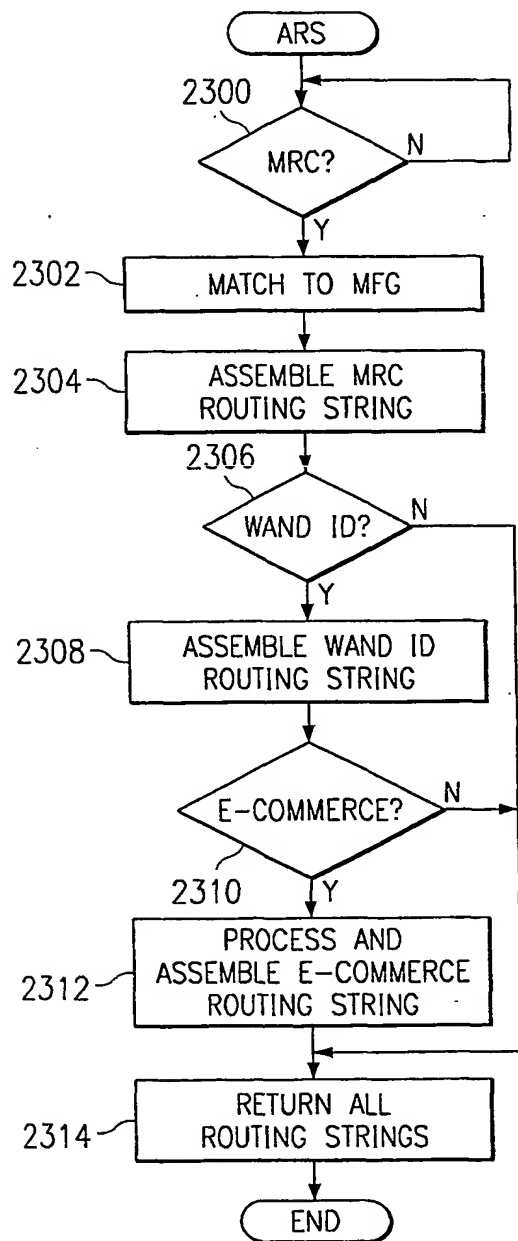 ARS
2300
MRC?
N
Y
2302
MATCH TO MFG
2304
ASSEMBLE MRC
ROUTING STRING
2306
WAND ID?
N
Y
2308
ASSEMBLE WAND ID
ROUTING STRING
E-COMMERCE?
N
2310
Y
2312
PROCESS AND
ASSEMBLE E-COMMERCE
ROUTING STRING
2314
RETURN ALL
ROUTING STRINGS
END